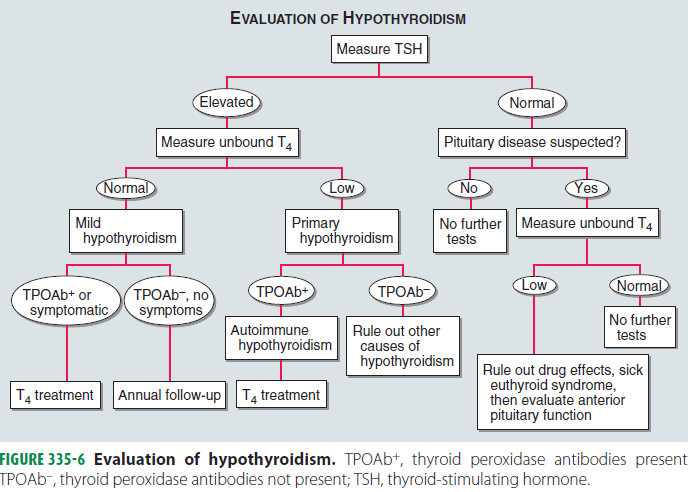 EVALUATION OF HYPOTHYROIDISM
Measure TSH
Elevated
Normal
Measure unbound T4
Pituitary disease suspected?
Normal
Low
No
Yes
Mild
hypothyroidism
Primary
hypothyroidism
No further
tests
Measure unbound T4
TPOAb+ or
symptomatic
TPOAb–, no
symptoms
TPOAb+
TPOAb–
Low
Normal
Autoimmune
hypothyroidism
Rule out other
causes of
hypothyroidism
No further
tests
Rule out drug effects, sick
euthyroid syndrome,
then evaluate anterior
pituitary function
T4 treatment
Annual follow-up
T4 treatment
FIGURE 335-6 Evaluation of hypothyroidism. TPOAb+, thyroid peroxidase antibodies present
TPOAb–, thyroid peroxidase antibodies not present; TSH, thyroid-stimulating hormone.